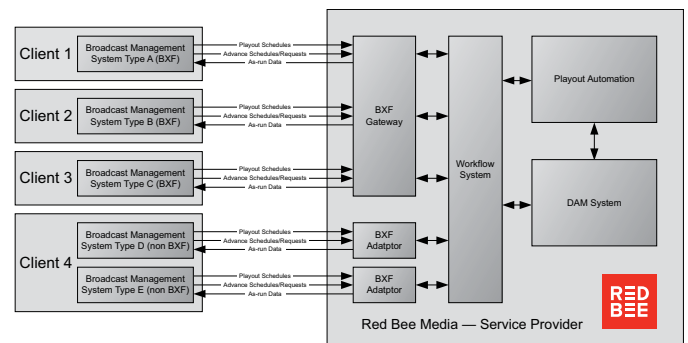 Client 1
Broadcast Management
System Type A (BXF)
Playout Schedules
Advance Schedules/Requests
As-run Data
Client 2
Broadcast Management
System Type B (BXF)
Playout Schedules
Advance Schedules/Requests
As-run Data
Client 3
Broadcast Management
System Type C (BXF)
Playout Schedules
Advance Schedules/Requests
As-run Data
Client 4
Broadcast Management
System Type D (non BXF)
Playout Schedules
Advance Schedules/Requests
As-run Data
Broadcast Management
System Type E (non BXF)
Playout Schedules
Advance Schedules/Requests
As-run Data
BXF
Gateway
BXF
Adatptor
BXF
Adatptor
Workflow
System
Playout Automation
DAM System
Red Bee Media — Service Provider
RED
BEE